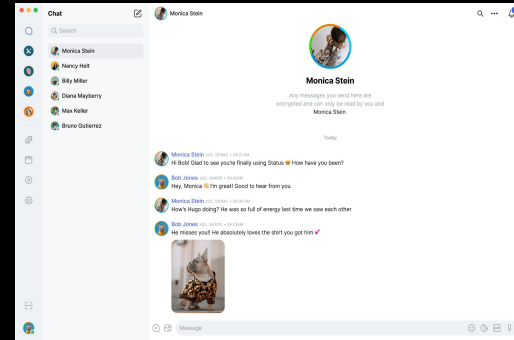 Chat
Search
Monica Stein
Nancy Helt
Billy Miller
Diana Mayberry
Max Keller
Bruno Gutierrez
Monica Stein
Monica Stein
Any messages you send here are
encrypted and can only be read by you and
Monica Stein.
Today
Monica Stein
Hi Bob! Glad to see you're finally using Status 😍 How have you been?
Bob Jones
Hey, Monica 👋 I'm great! Good to hear from you
Monica Stein
How's Hugo doing? He was so full of energy last time we saw each other
Bob Jones
He misses you!! He absolutely loves the shirt you got him 💕
Message